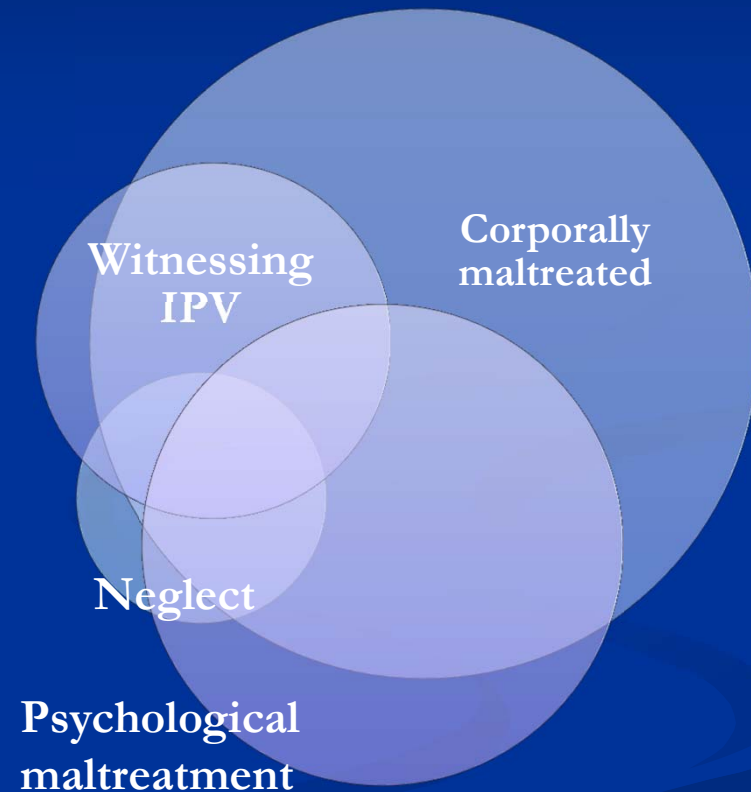 Witnessing
IPV
Corporally
maltreated
Neglect
Psychological
maltreatment